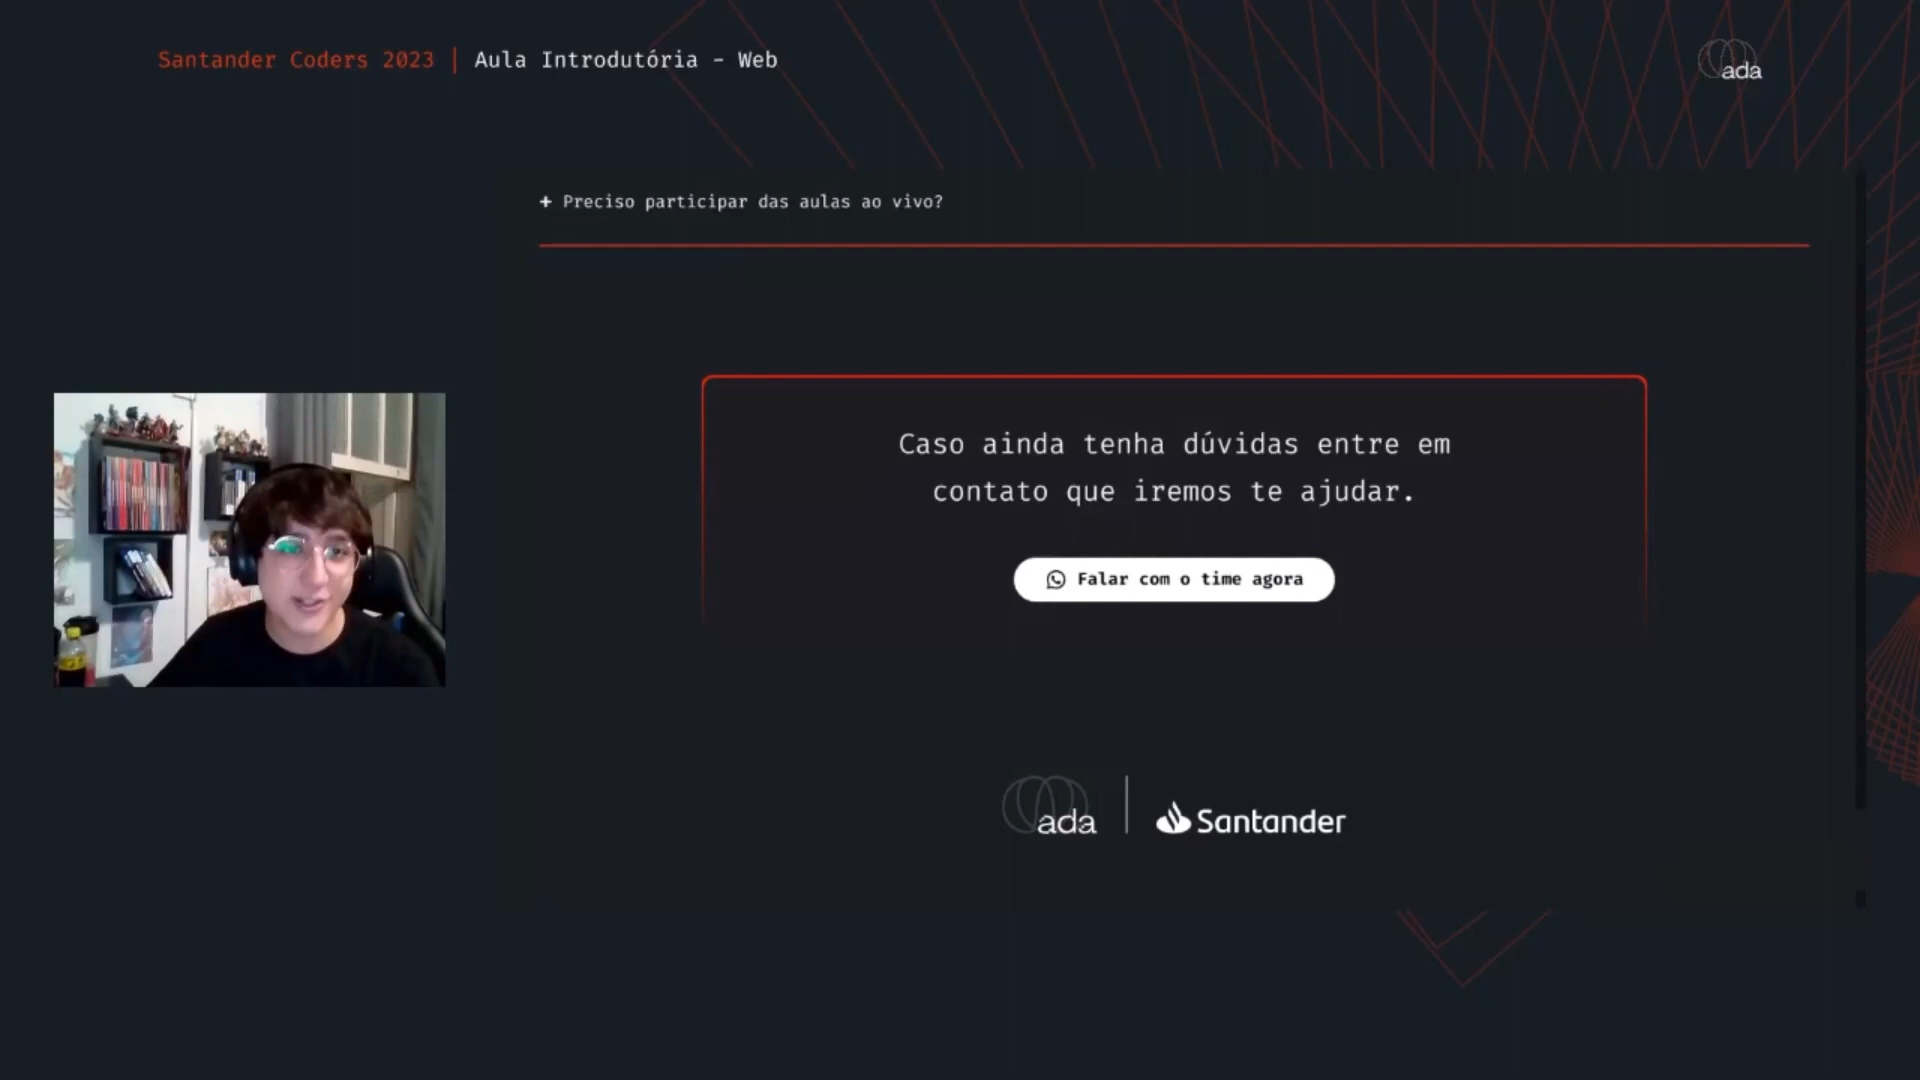 Santander Coders 2023 | Aula Introdutória - Web
ada
+ Preciso participar das aulas ao vivo?
Caso ainda tenha dúvidas entre em
contato que iremos te ajudar.
Falar com o time agora
ada | Santander